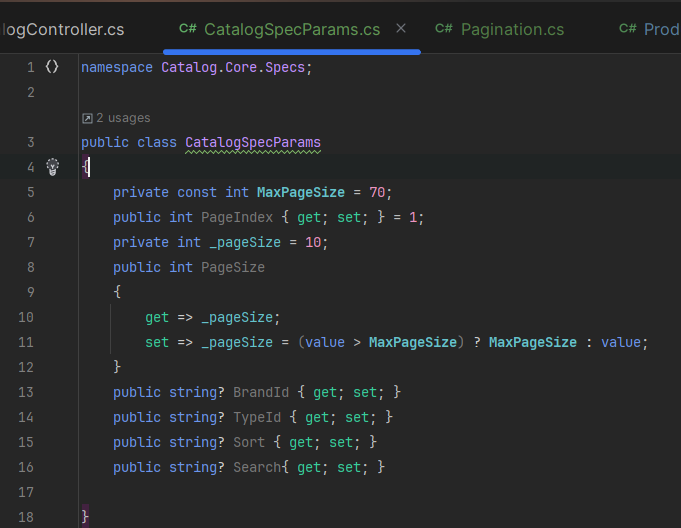 logController.cs C# CatalogSpecParams.cs × C# Pagination.cs C# Prod
1 namespace Catalog.Core.Specs;
2
2 usages
3 public class CatalogSpecParams
4 {
5 private const int MaxPageSize = 70;
6 public int PageIndex { get; set; } = 1;
7 private int _pageSize = 10;
8 public int PageSize
9 {
10 get => _pageSize;
11 set => _pageSize = (value > MaxPageSize) ? MaxPageSize : value;
12 }
13 public string? BrandId { get; set; }
14 public string? TypeId { get; set; }
15 public string? Sort { get; set; }
16 public string? Search{ get; set; }
17
18 }